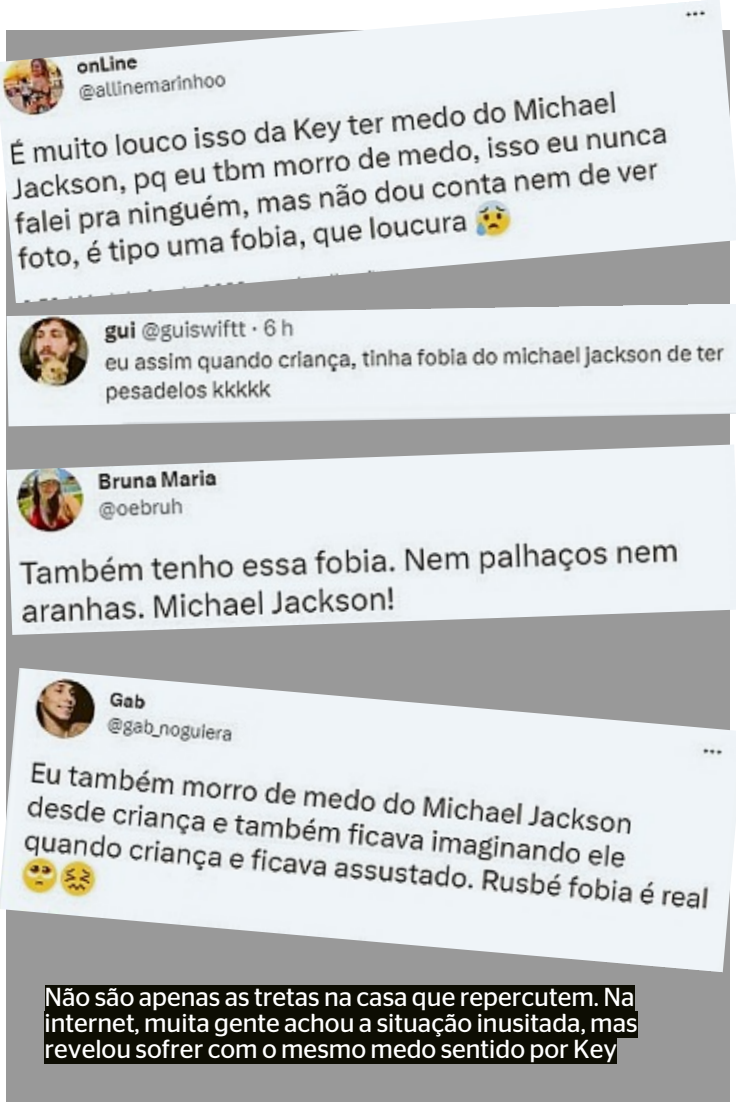 onLine
@allinemarinhoo
É muito louco isso da Key ter medo do Michael
Jackson, pq eu tbm morro de medo, isso eu nunca
falei pra ninguém, mas não dou conta nem de ver
foto, é tipo uma fobia, que loucura 😰
gui @guiswiftt · 6 h
eu assim quando criança, tinha fobia do michael jackson de ter
pesadelos kkkkk
Bruna Maria
@oebruh
Também tenho essa fobia. Nem palhaços nem
aranhas. Michael Jackson!
Gab
@gab_noguiera
Eu também morro de medo do Michael Jackson
desde criança e também ficava imaginando ele
quando criança e ficava assustado. Rusbé fobia é real
🥺😖
Não são apenas as tretas na casa que repercutem. Na
internet, muita gente achou a situação inusitada, mas
revelou sofrer com o mesmo medo sentido por Key